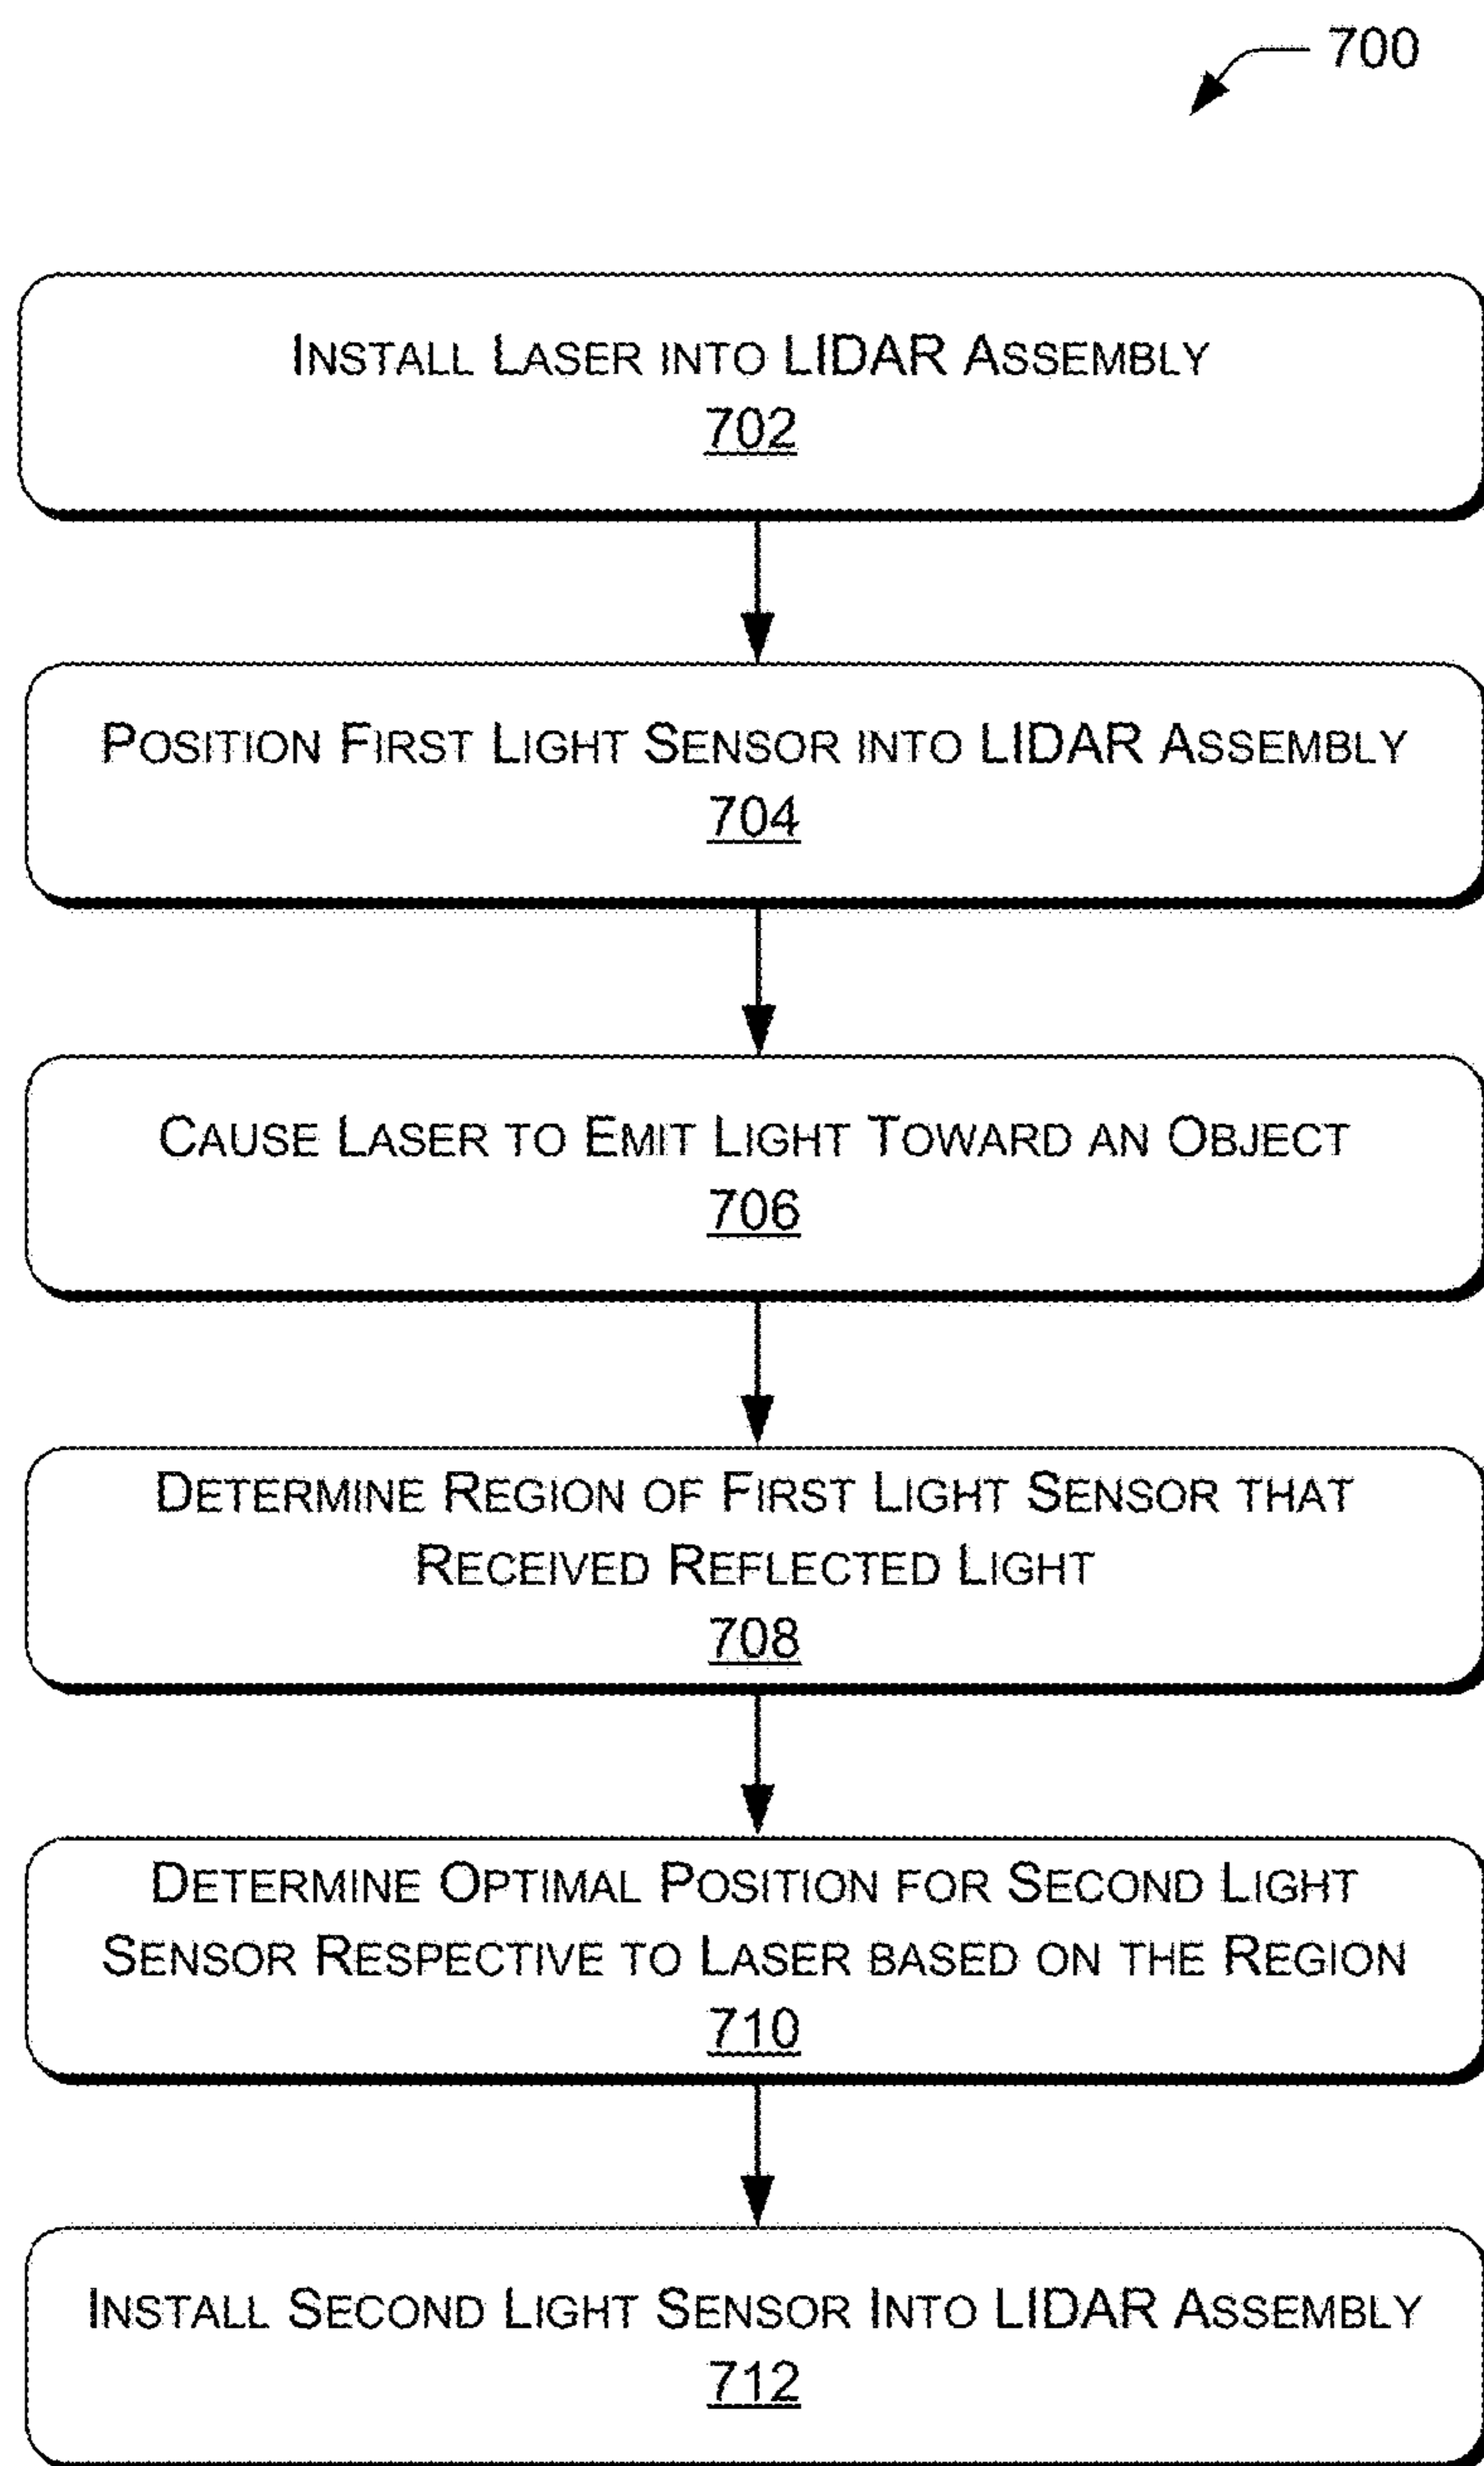 700
INSTALL LASER INTO LIDAR ASSEMBLY
702
POSITION FIRST LIGHT SENSOR INTO LIDAR ASSEMBLY
704
CAUSE LASER TO EMIT LIGHT TOWARD AN OBJECT
706
DETERMINE REGION OF FIRST LIGHT SENSOR THAT
RECEIVED REFLECTED LIGHT
708
DETERMINE OPTIMAL POSITION FOR SECOND LIGHT
SENSOR RESPECTIVE TO LASER BASED ON THE REGION
710
INSTALL SECOND LIGHT SENSOR INTO LIDAR ASSEMBLY
712